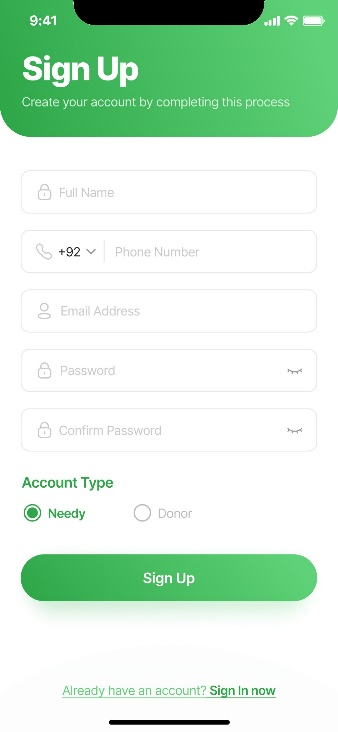 9:41
Sign Up
Create your account by completing this process
Full Name
+92 Phone Number
Email Address
Password
Confirm Password
Account Type
Needy Donor
Sign Up
Already have an account? Sign In now